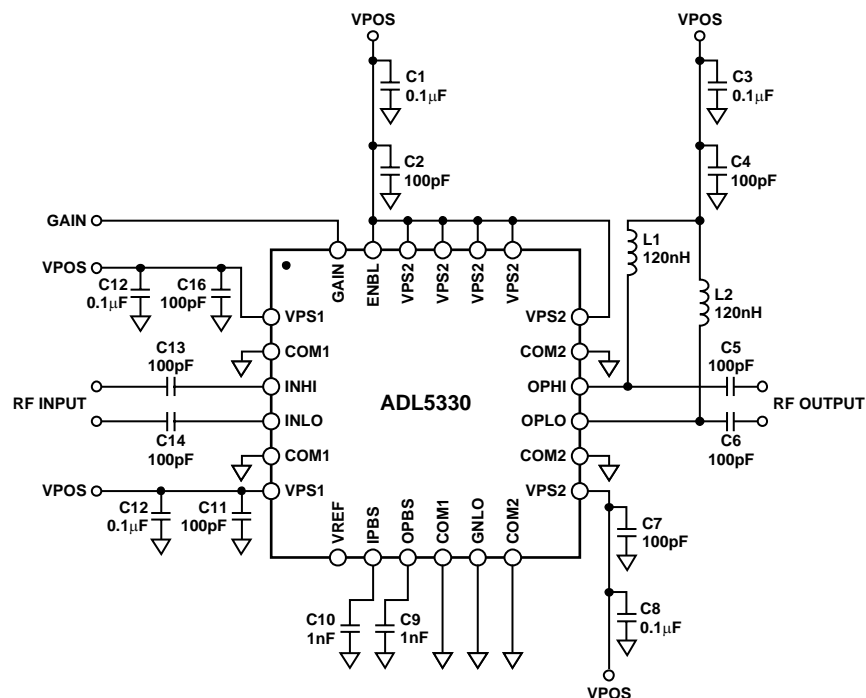 VPOS
VPOS
C1
0.1µF
C3
0.1µF
C2
100pF
C4
100pF
GAIN
L1
120nH
VPOS
C12
0.1µF
C16
100pF
GAIN
ENBL
VPS2
VPS2
VPS2
VPS2
L2
120nH
VPS1
VPS2
C13
100pF
COM1
COM2
C5
100pF
INHI
OPHI
RF INPUT
ADL5330
RF OUTPUT
INLO
OPLO
C14
100pF
C6
100pF
COM1
COM2
VPOS
VPS1
VPS2
C12
0.1µF
C11
100pF
VREF
IPBS
OPBS
COM1
GNLO
COM2
C7
100pF
C10
1nF
C9
1nF
C8
0.1µF
VPOS